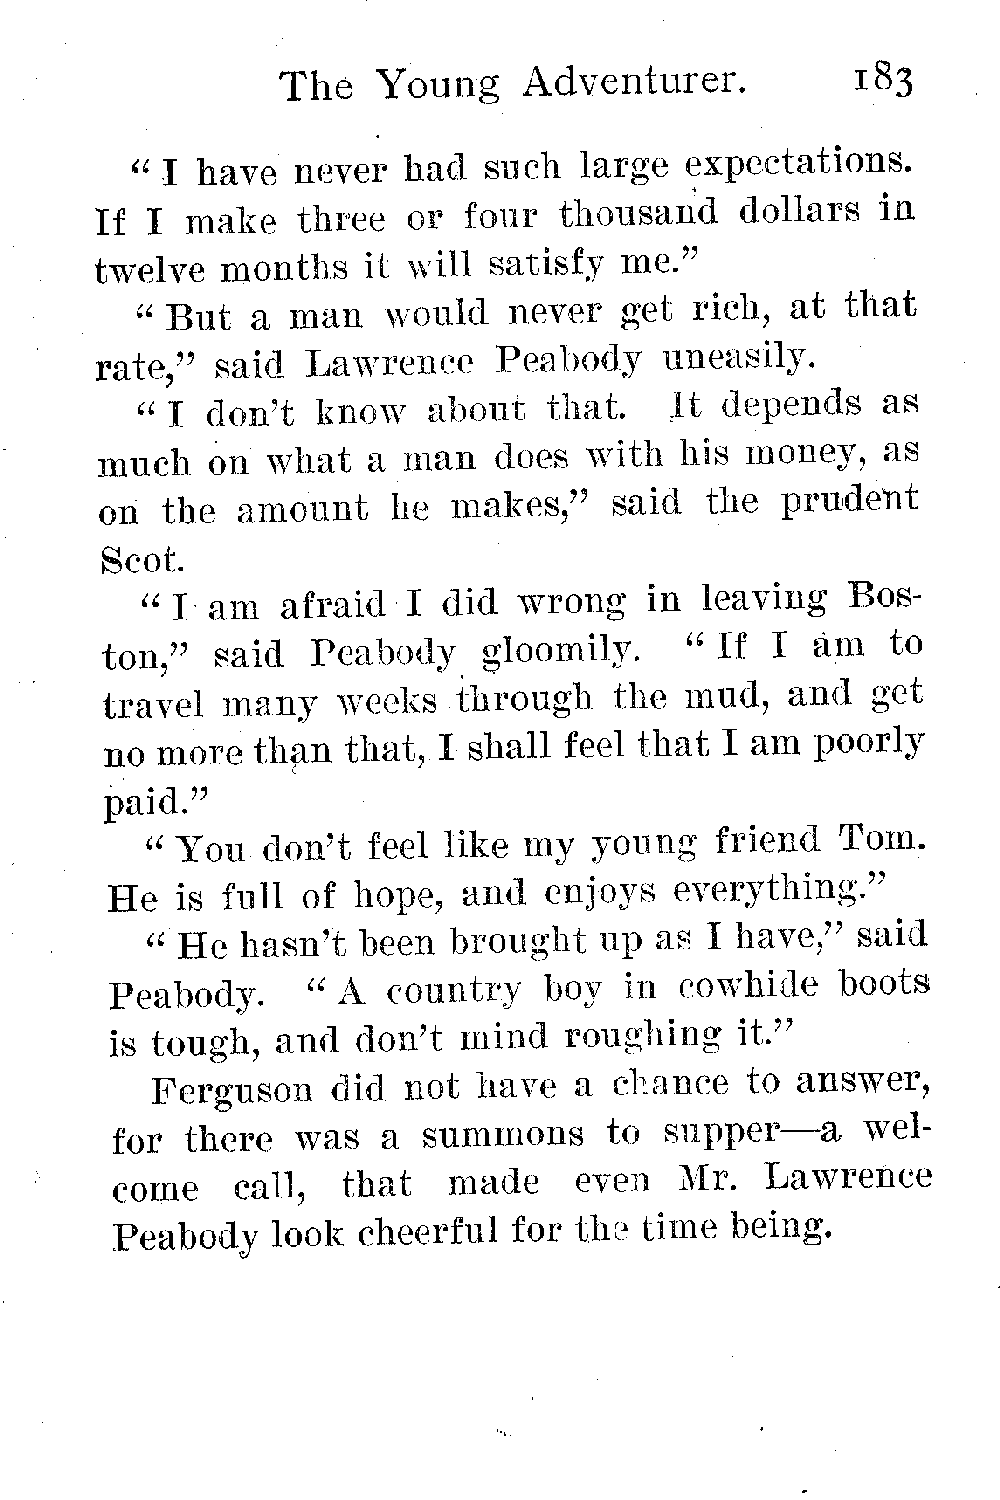 The Young Adventurer. 183
“ I have never had such large expectations.
If I make three or four thousand dollars in
twelve months it will satisfy me.”
“ But a man would never get rich, at that
rate,” said Lawrence Peabody uneasily.
“ I don’t know about that. It depends as
much on what a man does with his money, as
on the amount he makes,” said the prudent
Scot.
“ I am afraid I did wrong in leaving Bos-
ton,” said Peabody gloomily. “ If I am to
travel many weeks through the mud, and get
no more than that, I shall feel that I am poorly
paid.”
“ You don’t feel like my young friend Tom.
He is full of hope, and enjoys everything.”
“ He hasn’t been brought up as I have,” said
Peabody. “ A country boy in cowhide boots
is tough, and don’t mind roughing it.”
Ferguson did not have a chance to answer,
for there was a summons to supper—a wel-
come call, that made even Mr. Lawrence
Peabody look cheerful for the time being.